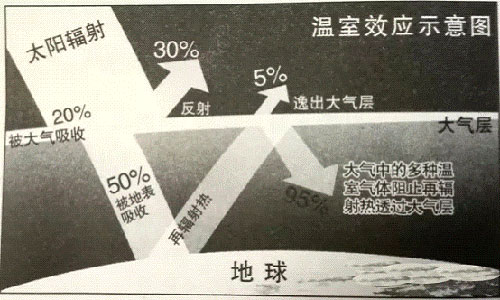 温室效应示意图
太阳辐射
30%
反射
5%
逸出大气层
20%
被大气吸收
大气层
50%
被地表
吸收
再辐射热
95%
大气中的多种温
室气体阻止再辐
射热透过大气层
地球